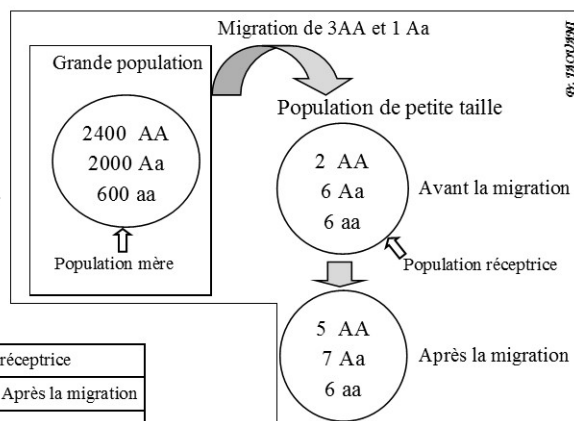 Migration de 3AA et 1 Aa
Grande population
2400 AA
2000 Aa
600 aa
Population mère
Population de petite taille
2 AA
6 Aa
6 aa
Avant la migration
Population réceptrice
5 AA
7 Aa
6 aa
Après la migration
réceptrice
Après la migration